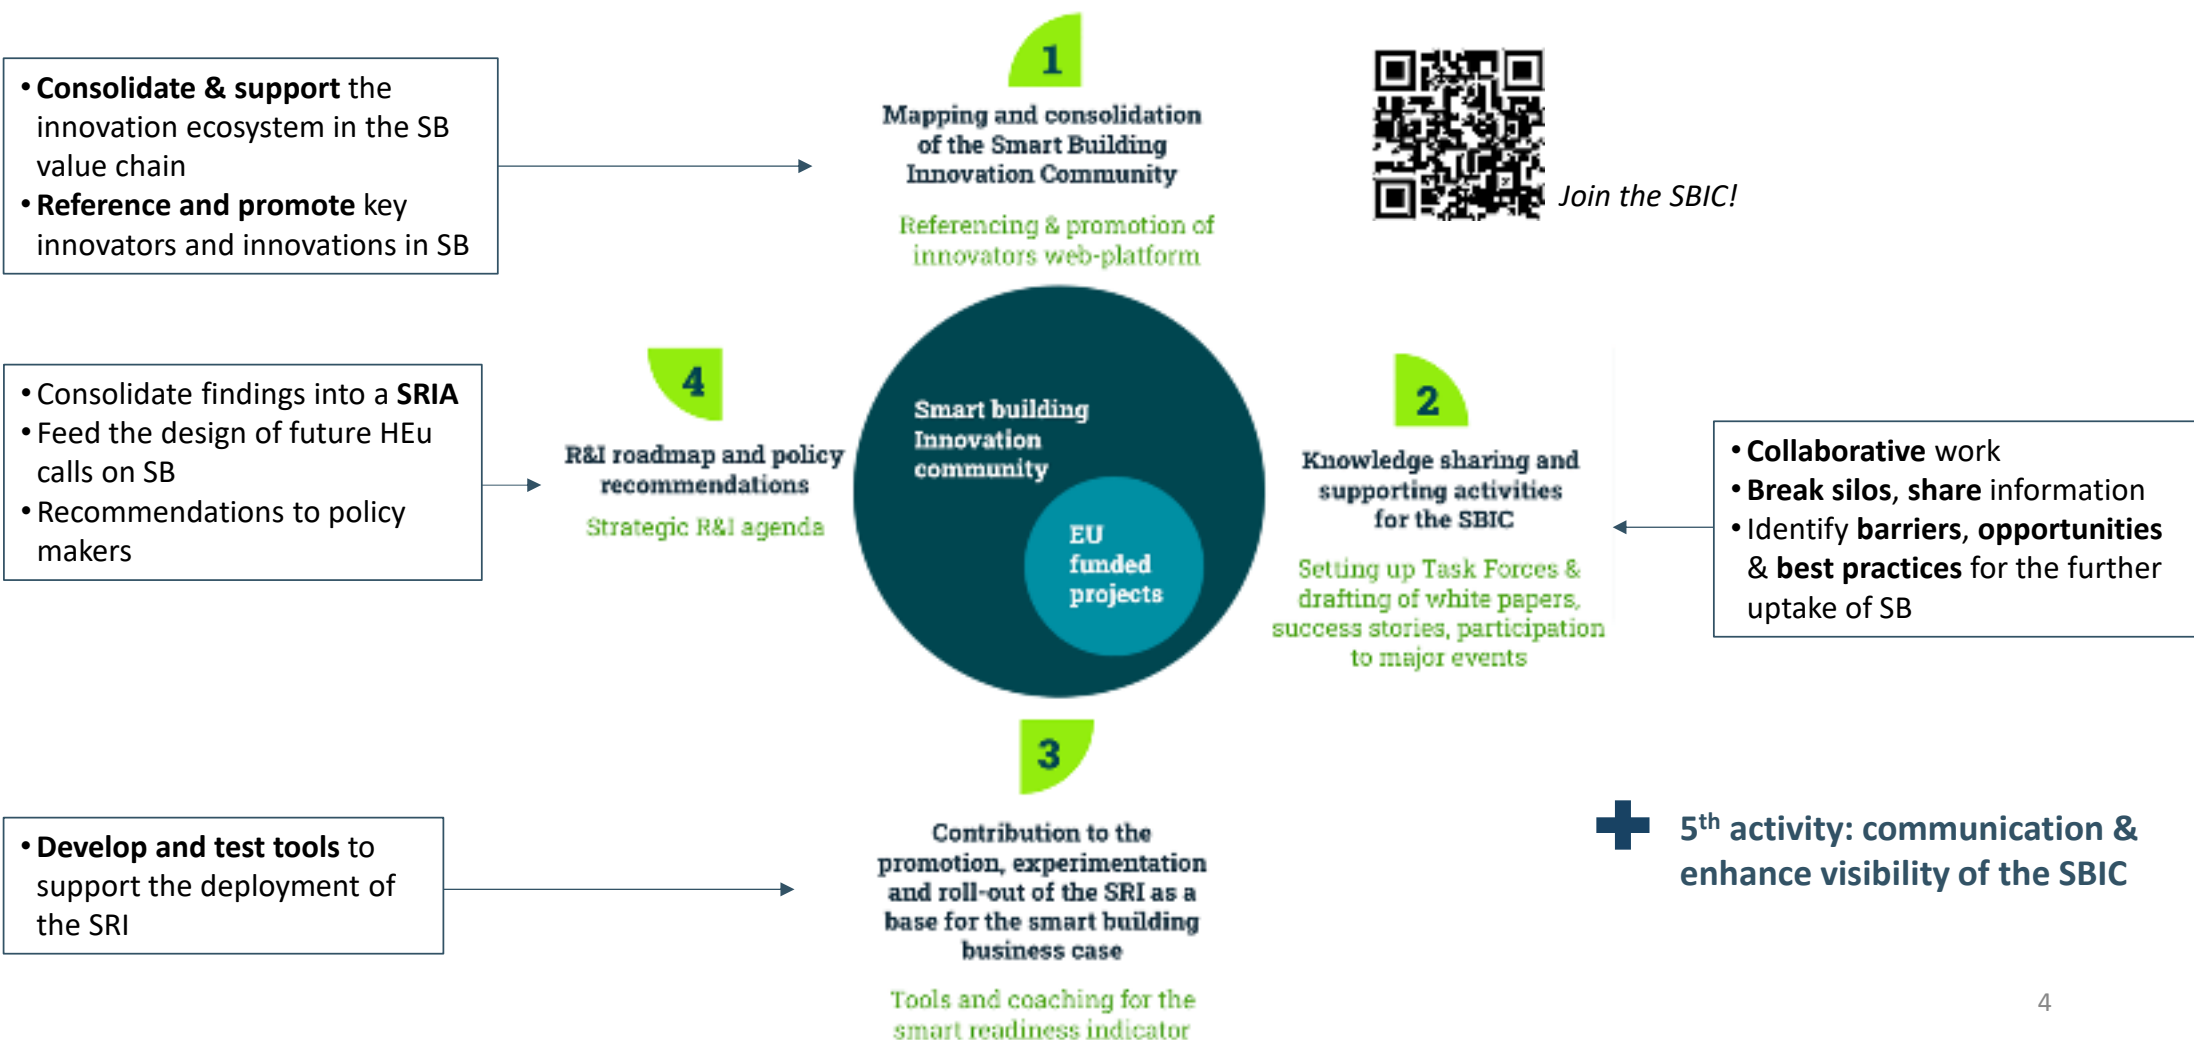 • Consolidate & support the
innovation ecosystem in the SB
value chain
• Reference and promote key
innovators and innovations in SB
1
Mapping and consolidation
of the Smart Building
Innovation Community
Referencing & promotion of
innovators web-platform
Join the SBIC!
• Consolidate findings into a SRIA
• Feed the design of future HEu
calls on SB
• Recommendations to policy
makers
4
R&I roadmap and policy
recommendations
Strategic R&I agenda
Smart building
Innovation
community
EU
funded
projects
2
Knowledge sharing and
supporting activities
for the SBIC
Setting up Task Forces &
drafting of white papers,
success stories, participation
to major events
• Collaborative work
• Break silos, share information
• Identify barriers, opportunities
& best practices for the further
uptake of SB
• Develop and test tools to
support the deployment of
the SRI
3
Contribution to the
promotion, experimentation
and roll-out of the SRI as a
base for the smart building
business case
Tools and coaching for the
smart readiness indicator
5th activity: communication &
enhance visibility of the SBIC
4